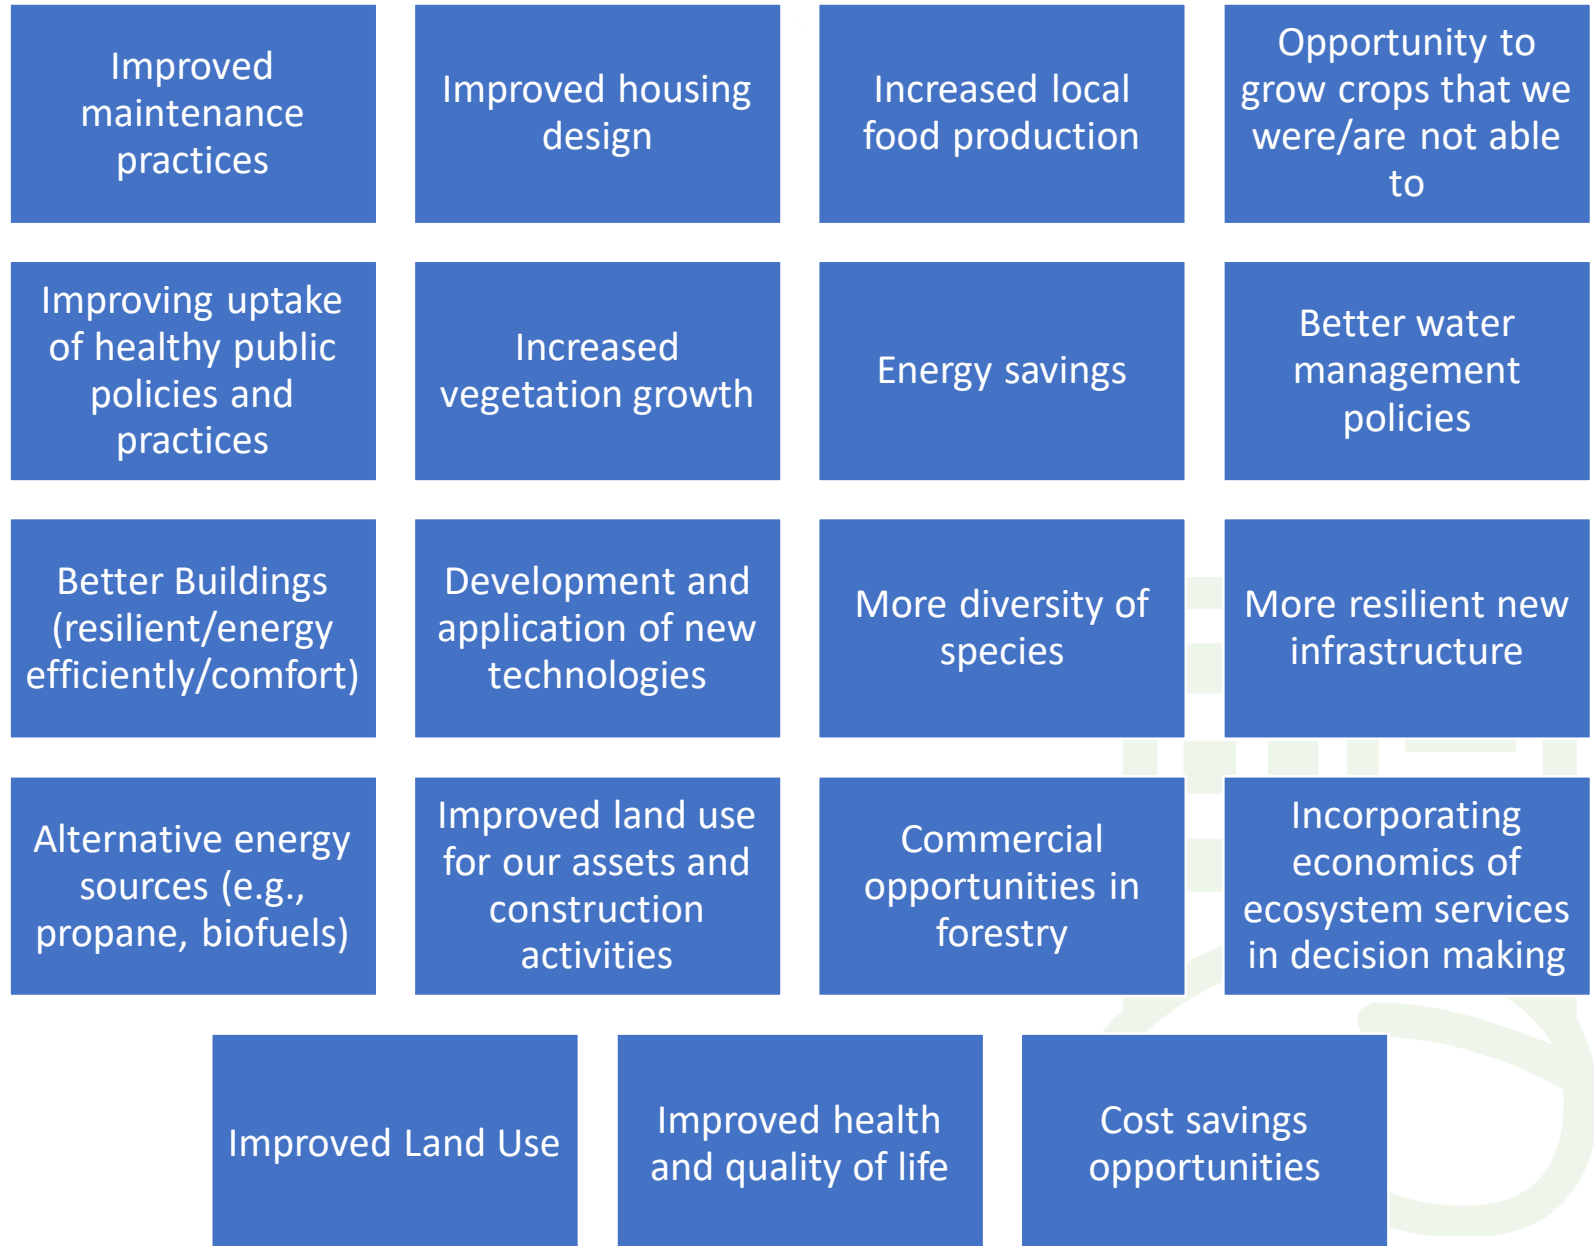 Improved
maintenance
practices
Improved housing
design
Increased local
food production
Opportunity to
grow crops that we
were/are not able
to
Improving uptake
of healthy public
policies and
practices
Increased
vegetation growth
Energy savings
Better water
management
policies
Better Buildings
(resilient/energy
efficiently/comfort)
Development and
application of new
technologies
More diversity of
species
More resilient new
infrastructure
Alternative energy
sources (e.g.,
propane, biofuels)
Improved land use
for our assets and
construction
activities
Commercial
opportunities in
forestry
Incorporating
economics of
ecosystem services
in decision making
Improved Land Use
Improved health
and quality of life
Cost savings
opportunities